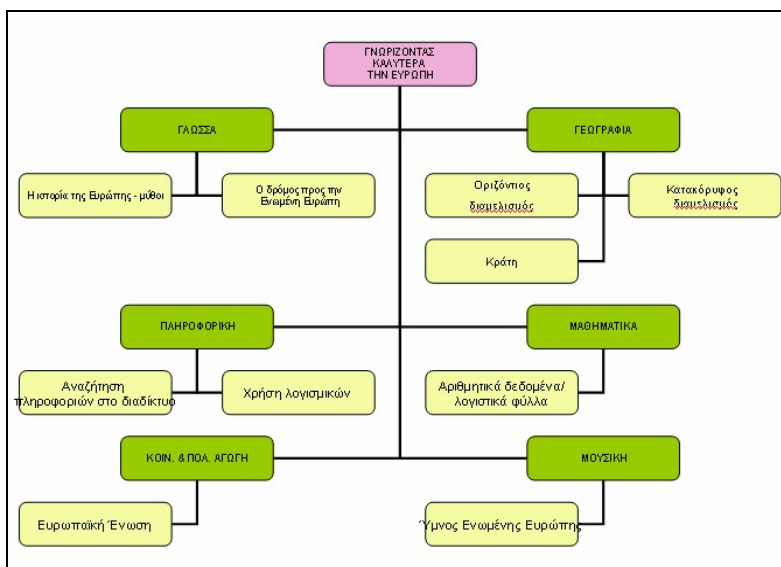 ΓΝΩΡΙΖΟΝΤΑΣ
ΚΑΛΥΤΕΡΑ
ΤΗΝ ΕΥΡΩΠΗ
ΓΛΩΣΣΑ
ΓΕΩΓΡΑΦΙΑ
Η ιστορία της Ευρώπης - μύθοι
Ο δρόμος προς την
Ενωμένη Ευρώπη
Οριζόντιος
διαμελισμός
Κατακόρυφος
διαμελισμός
Κράτη
ΠΛΗΡΟΦΟΡΙΚΗ
ΜΑΘΗΜΑΤΙΚΑ
Αναζήτηση
πληροφοριών στο διαδίκτυο
Χρήση λογισμικών
Αριθμητικά δεδομένα/
λογιστικά φύλλα
ΚΟΙΝ. & ΠΟΛ. ΑΓΩΓΗ
ΜΟΥΣΙΚΗ
Ευρωπαϊκή Ένωση
Ύμνος Ενωμένης Ευρώπης